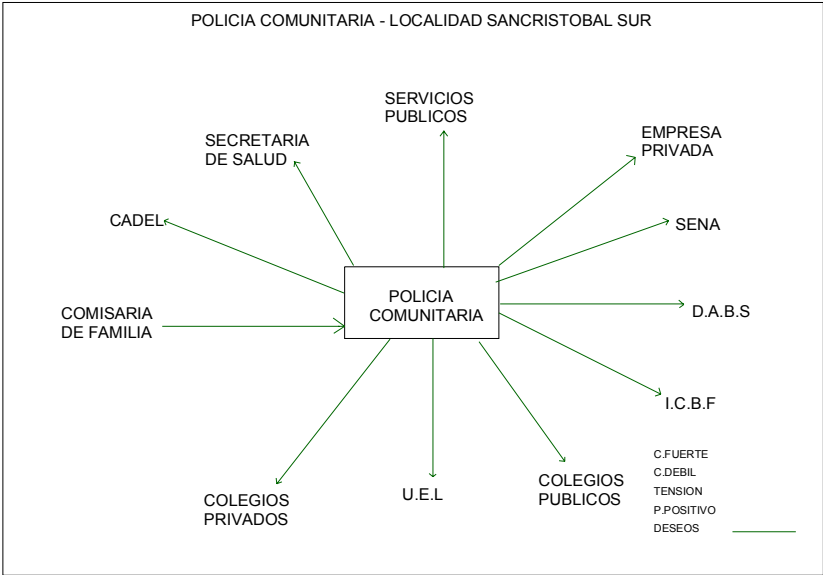 POLICIA COMUNITARIA - LOCALIDAD SANCRISTOBAL SUR
SERVICIOS
PUBLICOS
EMPRESA
PRIVADA
SECRETARIA
DE SALUD
CADEL
SENA
POLICIA
COMUNITARIA
D.A.B.S
COMISARIA
DE FAMILIA
I.C.B.F
COLEGIOS
PRIVADOS
U.E.L
COLEGIOS
PUBLICOS
C.FUERTE
C.DEBIL
TENSION
P.POSITIVO
DESEOS